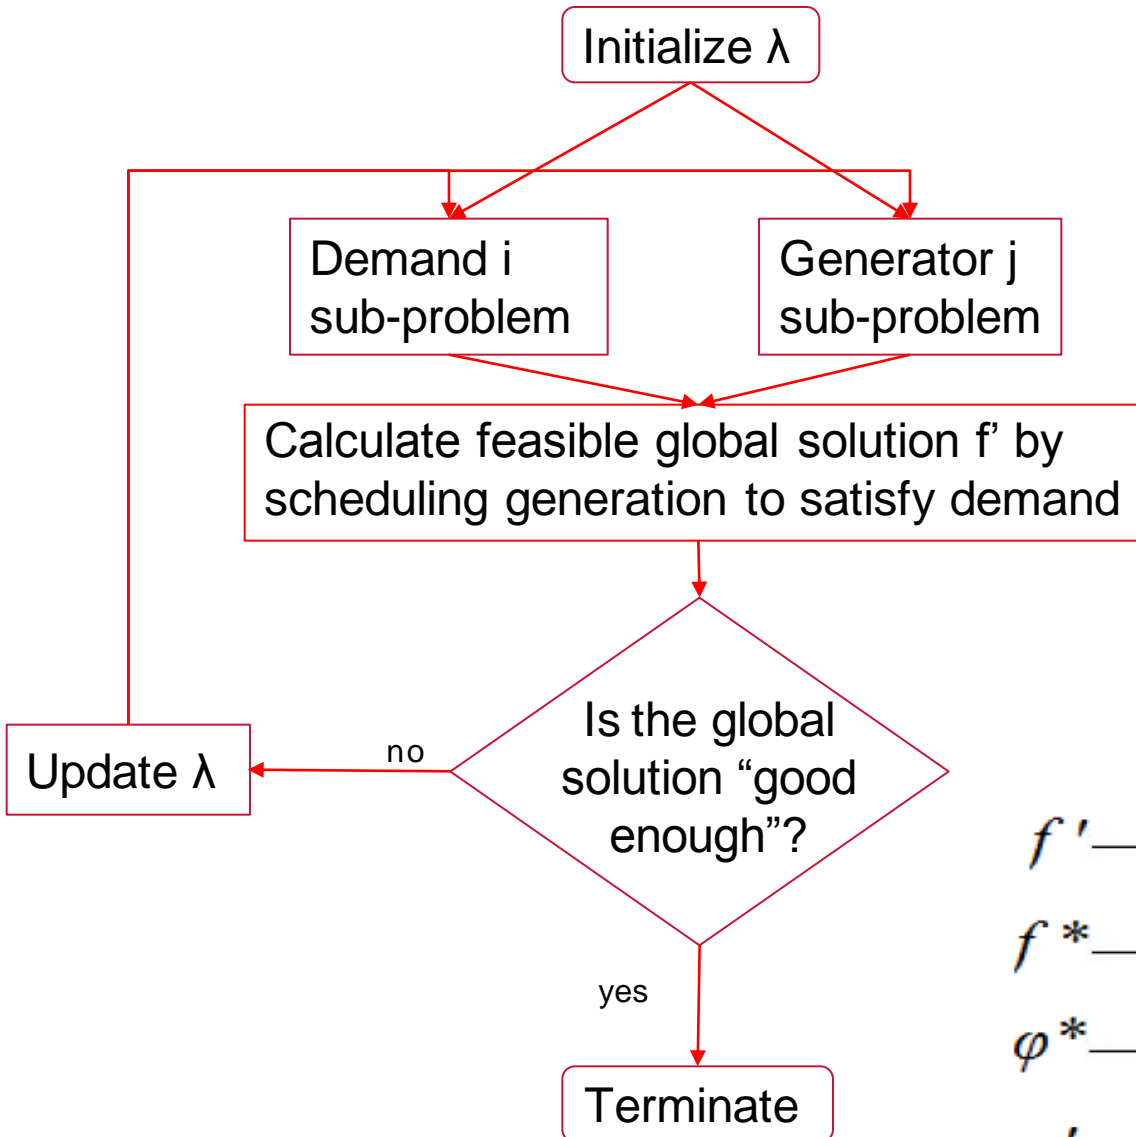 Initialize λ
Demand i
sub-problem
Generator j
sub-problem
Calculate feasible global solution f’ by
scheduling generation to satisfy demand
Is the global
solution “good
enough”?
no
Update λ
yes
Terminate
f ′
f *
φ*